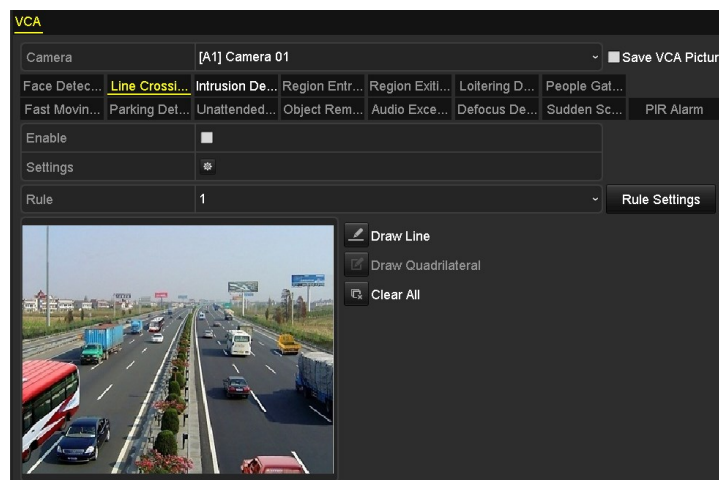 VCA
Camera [A1] Camera 01 Save VCA Pictur
Face Detec... Line Crossi... Intrusion De... Region Entr... Region Exiti... Loitering D... People Gat...
Fast Movin... Parking Det... Unattended... Object Rem... Audio Exce... Defocus De... Sudden Sc... PIR Alarm
Enable
Settings
Rule 1 Rule Settings
Draw Line
Draw Quadrilateral
Clear All